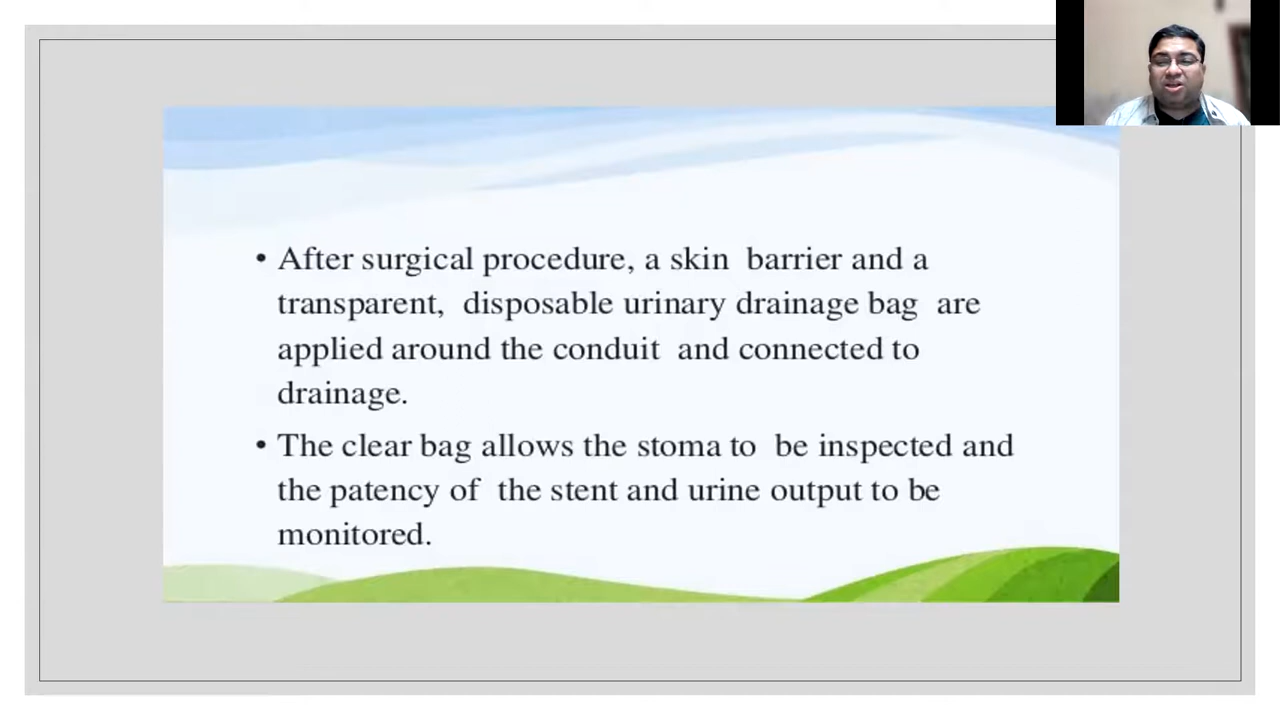 • After surgical procedure, a skin barrier and a
transparent, disposable urinary drainage bag are
applied around the conduit and connected to
drainage.
• The clear bag allows the stoma to be inspected and
the patency of the stent and urine output to be
monitored.